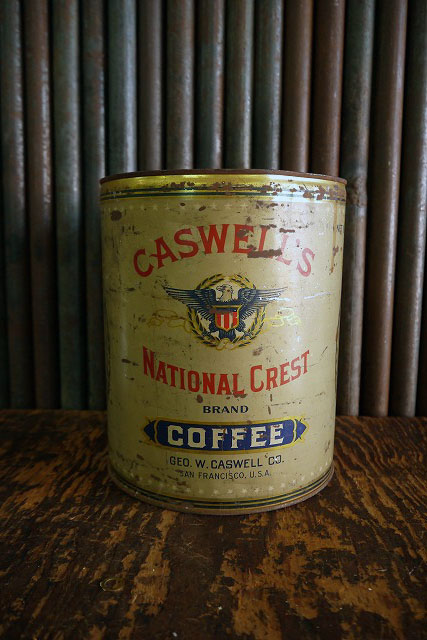 CASWELL'S
NATIONAL CREST
BRAND
COFFEE
GEO. W. CASWELL CO.
SAN FRANCISCO, U.S.A.